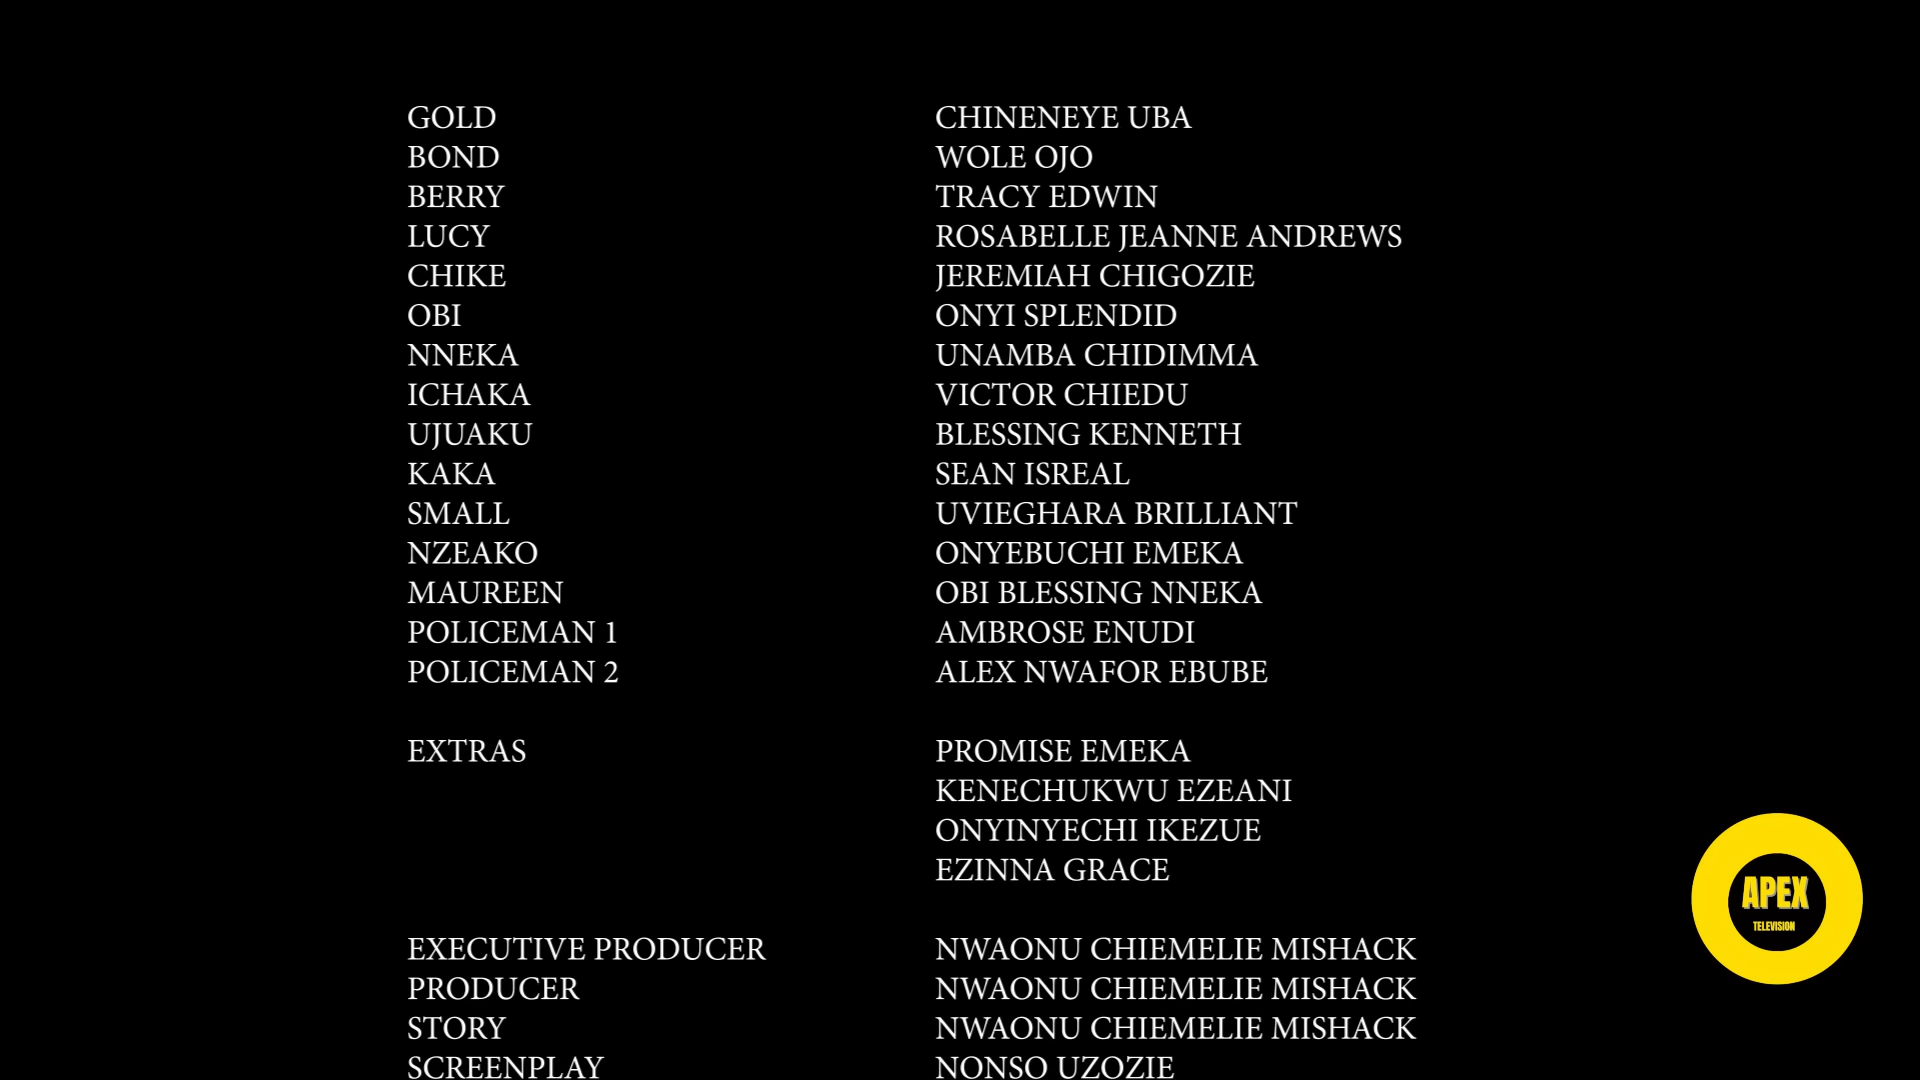 GOLD CHINENEYE UBA
BOND WOLE OJO
BERRY TRACY EDWIN
LUCY ROSABELLE JEANNE ANDREWS
CHIKE JEREMIAH CHIGOZIE
OBI ONYI SPLENDID
NNEKA UNAMBA CHIDIMMA
ICHAKA VICTOR CHIEDU
UJUAKU BLESSING KENNETH
KAKA SEAN ISREAL
SMALL UVIEGHARA BRILLIANT
NZEAKO ONYEBUCHI EMEKA
MAUREEN OBI BLESSING NNEKA
POLICEMAN 1 AMBROSE ENUDI
POLICEMAN 2 ALEX NWAFOR EBUBE
EXTRAS PROMISE EMEKA
KENECHUKWU EZEANI
ONYINYECHI IKEZUE
EZINNA GRACE
EXECUTIVE PRODUCER NWAONU CHIEMELIE MISHACK
PRODUCER NWAONU CHIEMELIE MISHACK
STORY NWAONU CHIEMELIE MISHACK
SCREENPLAY NONSO UZOZIE
APEX
TELEVISION